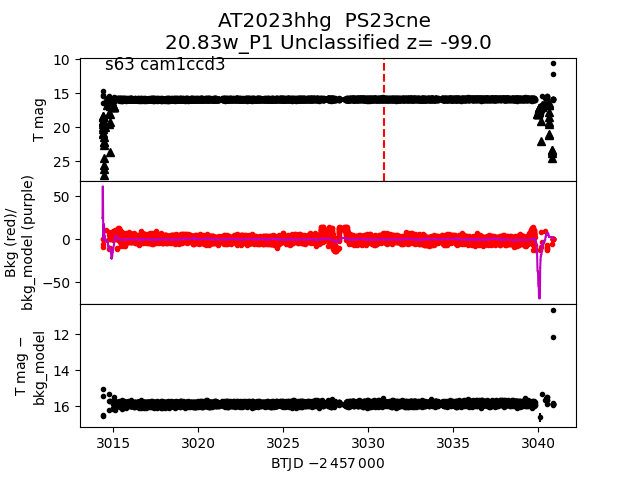 AT2023hhg  PS23cne
20.83w_P1 Unclassified z= -99.0
s63 cam1ccd3
10
15
20
25
T mag
50
0
−50
Bkg (red)/
bkg_model (purple)
12
14
16
T mag −
bkg_model
3015
3020
3025
3030
3035
3040
BTJD −2 457 000